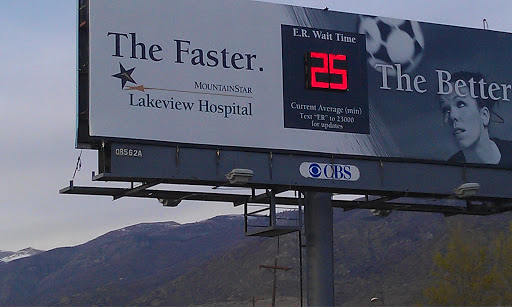 The Faster.
MOUNTAINSTAR
Lakeview Hospital
E.R. Wait Time
25
Current Average (min)
Text "ER" to 23000
for updates
The Better
08562A
CBS